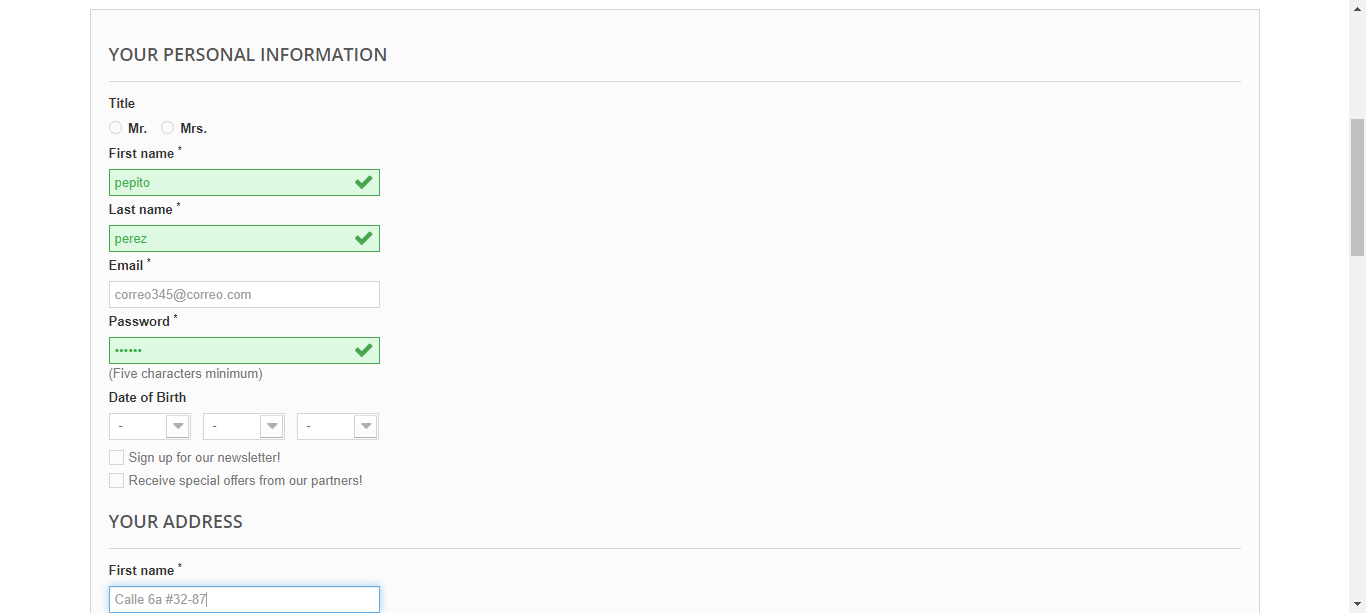 YOUR PERSONAL INFORMATION
Title
Mr. Mrs.
First name *
pepito
Last name *
perez
Email *
correo345@correo.com
Password *
••••••
(Five characters minimum)
Date of Birth
- - -
Sign up for our newsletter!
Receive special offers from our partners!
YOUR ADDRESS
First name *
Calle 6a #32-87